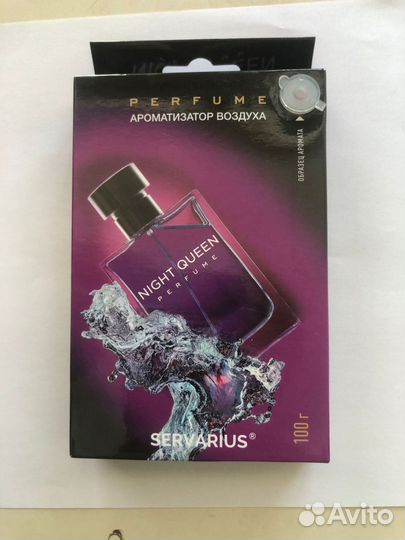 PERFUME
АРОМАТИЗАТОР ВОЗДУХА
ОБРАЗЕЦ АРОМАТА
NIGHT QUEEN
PERFUME
SERVARIUS®
100 г
Avito